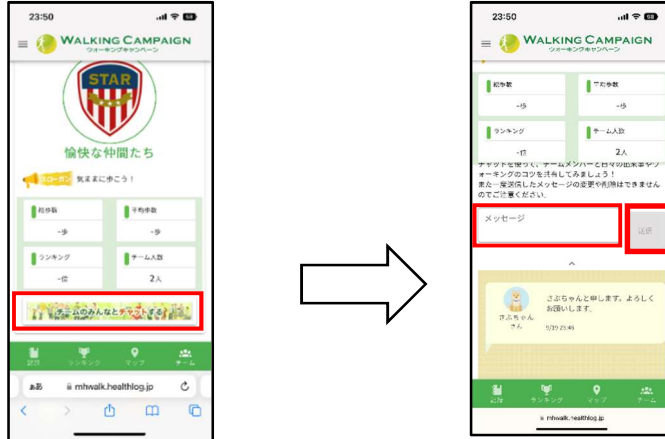 23:50
58
WALKING CAMPAIGN
ウォーキングキャンペーン
STAR
愉快な仲間たち
スローガン 気ままに歩こう！
総歩数
平均歩数
-歩
-歩
ランキング
チーム人数
-位
2人
チームのみんなとチャットする
記録
ランキング
マップ
チーム
ぁあ
mhwalk.healthlog.jp
23:50
58
WALKING CAMPAIGN
ウォーキングキャンペーン
総歩数
平均歩数
-歩
-歩
ランキング
チーム人数
-位
2人
チャットを使って、チームメンバーと日々の出来事やウ
ォーキングのコツを共有してみましょう！
また一度送信したメッセージの変更や削除はできません
のでご注意ください。
メッセージ
送信
さぶちゃんと申します。よろしく
お願いします。
さぶちゃん
さん
9/19 23:49
記録
ランキング
マップ
チーム
mhwalk.healthlog.jp